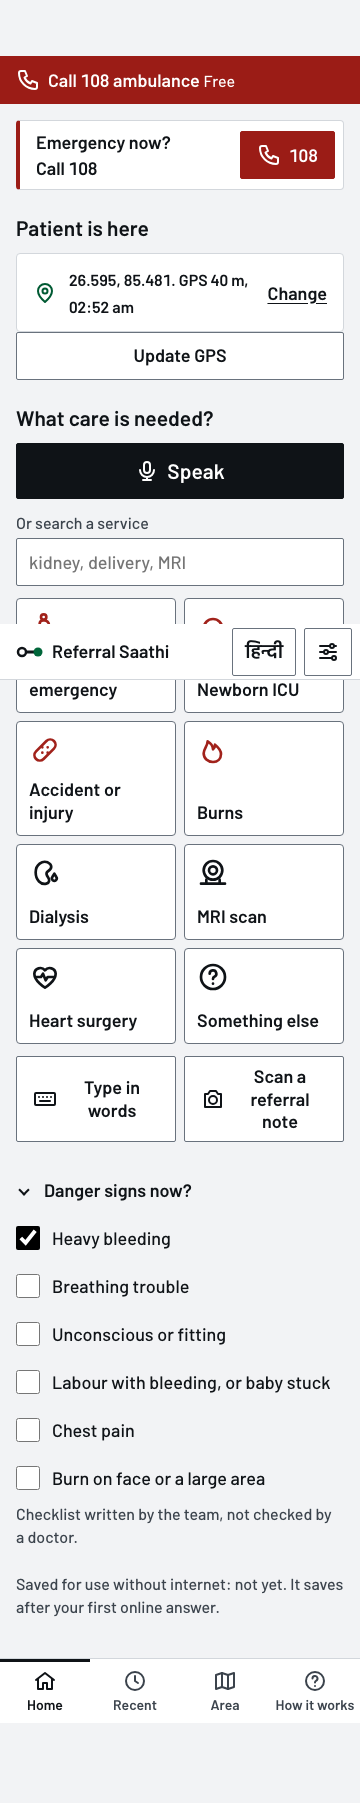 Call 108 ambulance Free
Emergency now?
Call 108
108
Patient is here
26.595, 85.481. GPS 40 m,
02:52 am
Change
Update GPS
What care is needed?
Speak
Or search a service
kidney, delivery, MRI
Referral Saathi
हिन्दी
emergency
Newborn ICU
Accident or
injury
Burns
Dialysis
MRI scan
Heart surgery
Something else
Type in
words
Scan a
referral
note
Danger signs now?
Heavy bleeding
Breathing trouble
Unconscious or fitting
Labour with bleeding, or baby stuck
Chest pain
Burn on face or a large area
Checklist written by the team, not checked by
a doctor.
Saved for use without internet: not yet. It saves
after your first online answer.
Home
Recent
Area
How it works